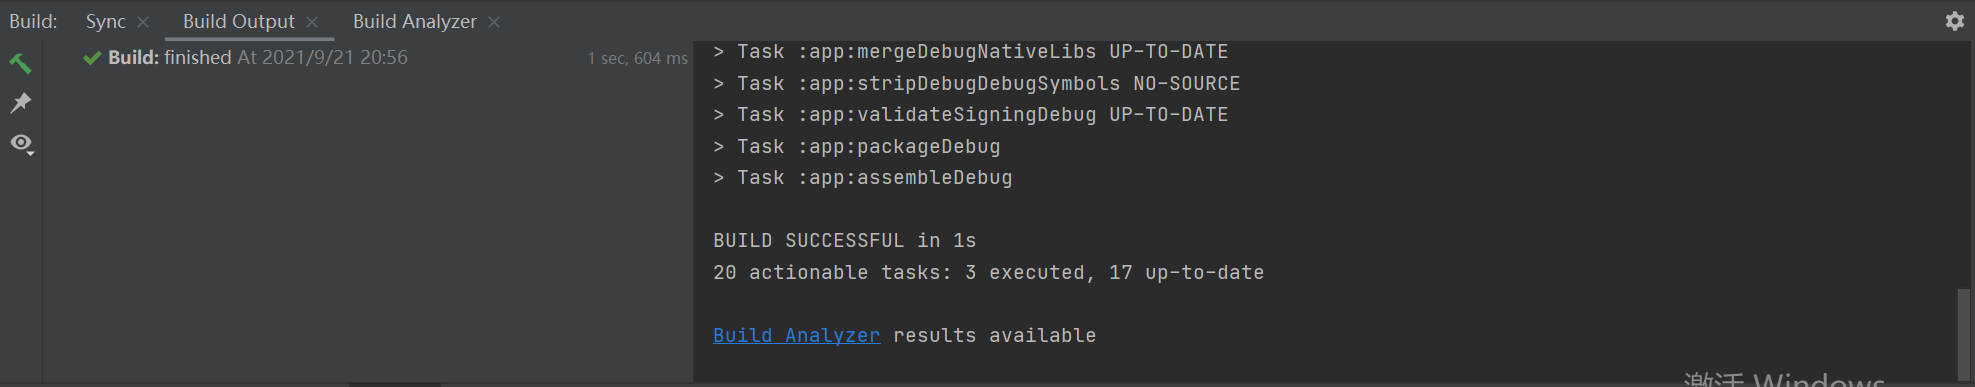 Build: Sync Build Output Build Analyzer
Build: finished At 2021/9/21 20:56 1 sec, 604 ms
> Task :app:mergeDebugNativeLibs UP-TO-DATE
> Task :app:stripDebugDebugSymbols NO-SOURCE
> Task :app:validateSigningDebug UP-TO-DATE
> Task :app:packageDebug
> Task :app:assembleDebug
BUILD SUCCESSFUL in 1s
20 actionable tasks: 3 executed, 17 up-to-date
Build Analyzer results available
激活 Windows